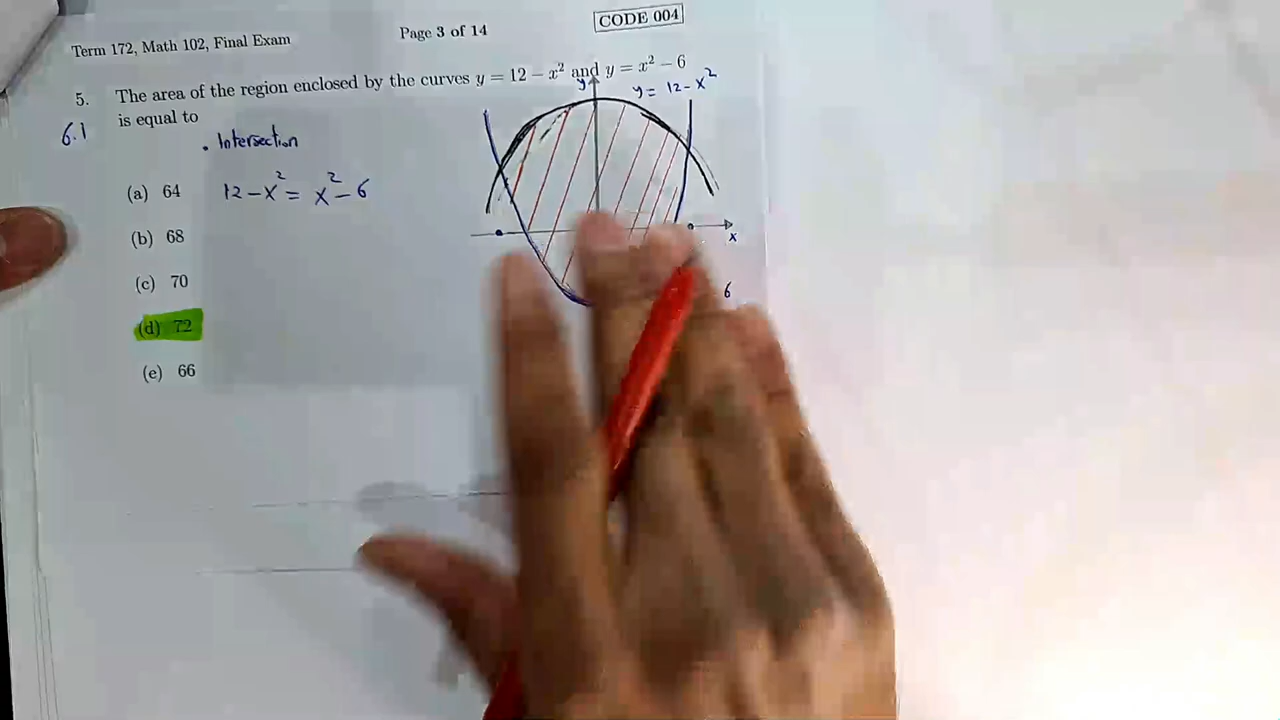 Term 172, Math 102, Final Exam
Page 3 of 14
CODE 004
5. The area of the region enclosed by the curves y = 12 − x² and y = x² − 6
is equal to
6.1
y
y = 12 - x²
. Intersection
(a) 64
12 - x² = x² - 6
(b) 68
x
(c) 70
6
(d) 72
(e) 66